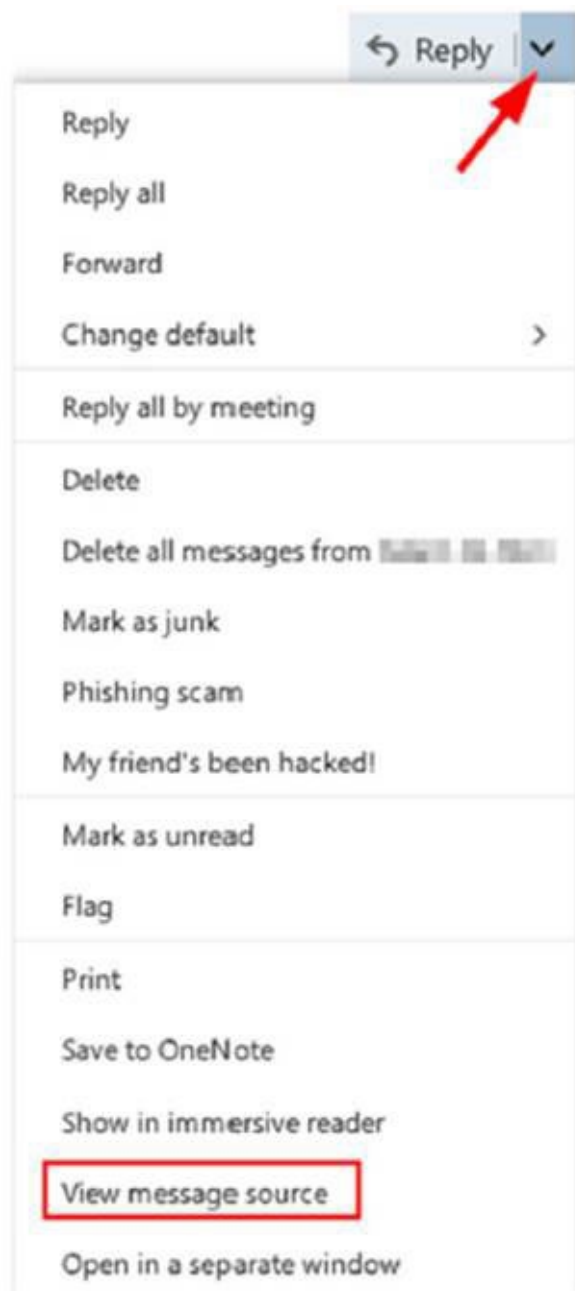 Reply
Reply
Reply all
Forward
Change default
Reply all by meeting
Delete
Delete all messages from
Mark as junk
Phishing scam
My friend's been hacked!
Mark as unread
Flag
Print
Save to OneNote
Show in immersive reader
View message source
Open in a separate window